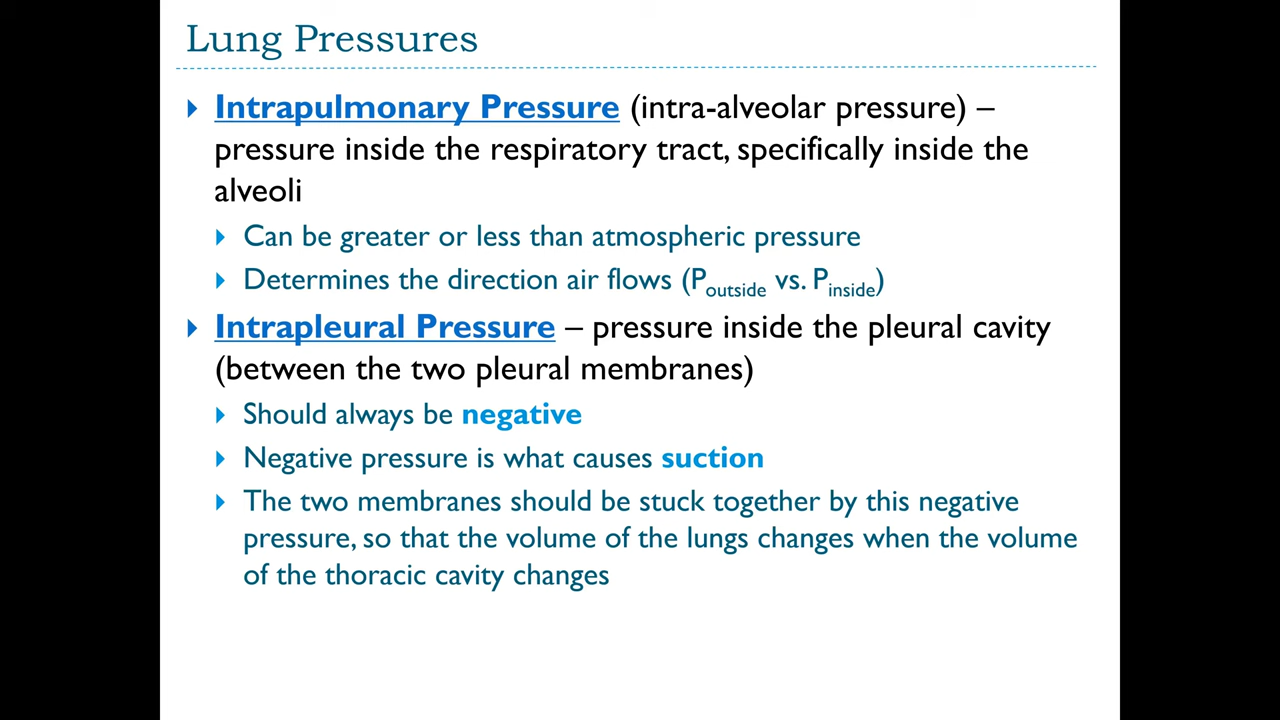 Lung Pressures
Intrapulmonary Pressure (intra-alveolar pressure) –
pressure inside the respiratory tract, specifically inside the
alveoli
Can be greater or less than atmospheric pressure
Determines the direction air flows (Poutside vs. Pinside)
Intrapleural Pressure – pressure inside the pleural cavity
(between the two pleural membranes)
Should always be negative
Negative pressure is what causes suction
The two membranes should be stuck together by this negative
pressure, so that the volume of the lungs changes when the volume
of the thoracic cavity changes